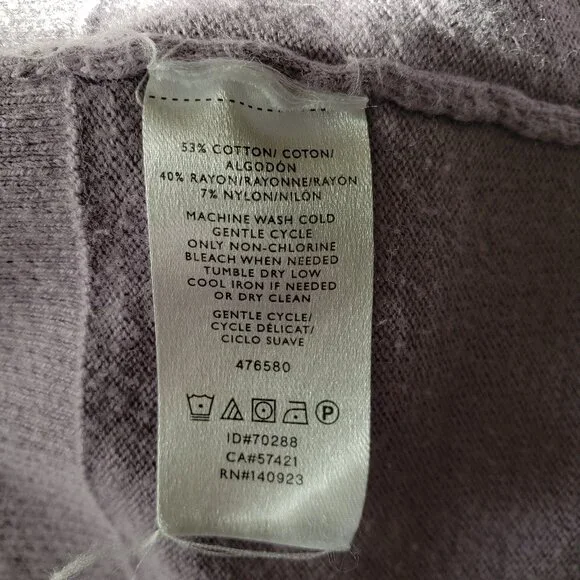 53% COTTON/ COTON/
ALGODÓN
40% RAYON/RAYONNE/RAYÓN
7% NYLON/NILÓN
MACHINE WASH COLD
GENTLE CYCLE
ONLY NON-CHLORINE
BLEACH WHEN NEEDED
TUMBLE DRY LOW
COOL IRON IF NEEDED
OR DRY CLEAN
GENTLE CYCLE/
CYCLE DÉLICAT/
CICLO SUAVE
476580
P
ID#70288
CA#57421
RN#140923